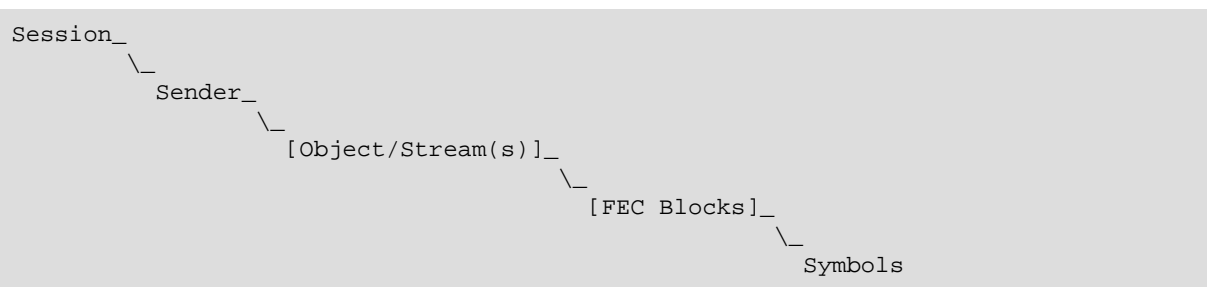 Session_
\_
Sender_
\_
[Object/Stream(s)]_
\_
[FEC Blocks]_
\_
Symbols